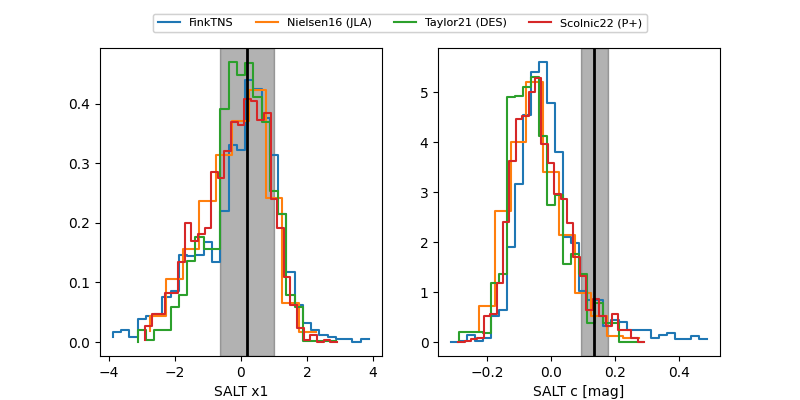 FinkTNS Nielsen16 (JLA) Taylor21 (DES) Scolnic22 (P+)
0.4
0.3
0.2
0.1
0.0
−4 −2 0 2 4
SALT x1
5
4
3
2
1
0
−0.2 0.0 0.2 0.4
SALT c [mag]